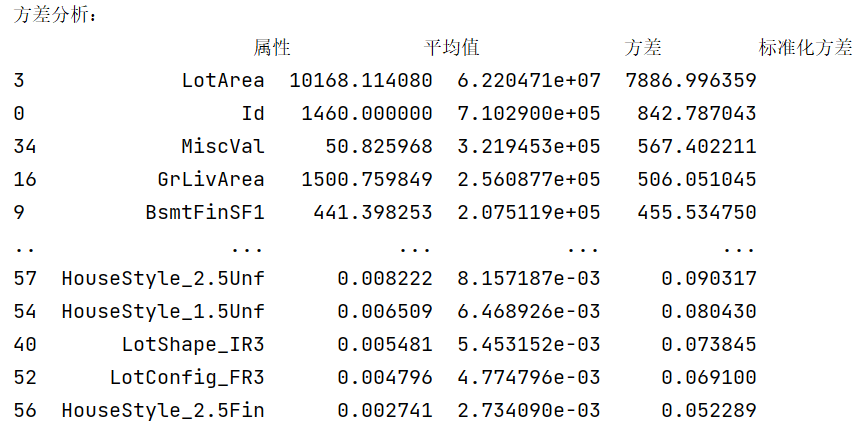 方差分析:
属性 平均值 方差 标准化方差
3 LotArea 10168.114080 6.220471e+07 7886.996359
0 Id 1460.000000 7.102900e+05 842.787043
34 MiscVal 50.825968 3.219453e+05 567.402211
16 GrLivArea 1500.759849 2.560877e+05 506.051045
9 BsmtFinSF1 441.398253 2.075119e+05 455.534750
.. ... ... ... ...
57 HouseStyle_2.5Unf 0.008222 8.157187e-03 0.090317
54 HouseStyle_1.5Unf 0.006509 6.468926e-03 0.080430
40 LotShape_IR3 0.005481 5.453152e-03 0.073845
52 LotConfig_FR3 0.004796 4.774796e-03 0.069100
56 HouseStyle_2.5Fin 0.002741 2.734090e-03 0.052289